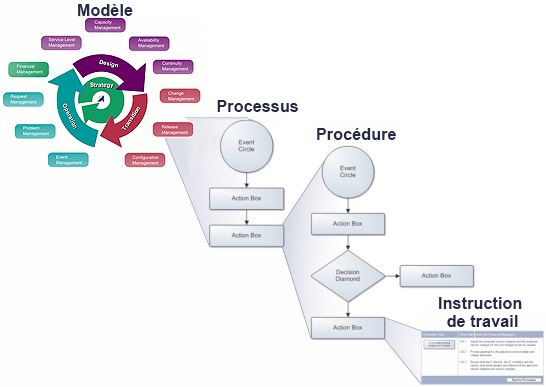 Modèle
Capacity
Management
Service Level
Management
Availability
Management
Financial
Management
Design
Continuity
Management
Strategy
Request
Management
Change
Management
Operation
Transition
Problem
Management
Release
Management
Event
Management
Configuration
Management
Processus
Event
Circle
Action Box
Action Box
Procédure
Event
Circle
Action Box
Decision
Diamond
Action Box
Action Box
Instruction
de travail